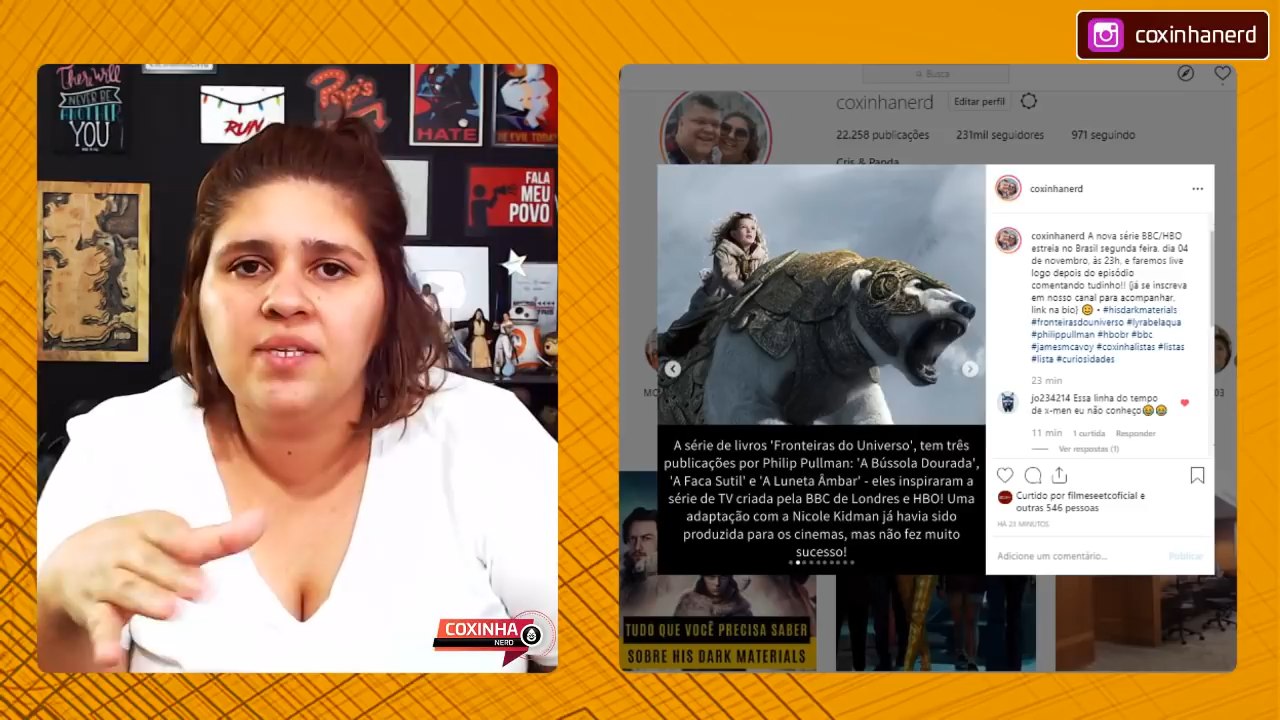 coxinhanerd
There will
NEVER BE
ANOTHER
YOU
RUN
Rip's
HATE
FALA
MEU
POVO
HBO
COXINHA
NERD
Busca
coxinhanerd
Editar perfil
22.258 publicações
231mil seguidores
971 seguindo
Cris & Panda
coxinhanerd
coxinhanerd A nova série BBC/HBO
estreia no Brasil segunda feira, dia 04
de novembro, às 23h, e faremos live
logo depois do episódio
comentando tudinho!! (já se inscreva
em nosso canal para acompanhar,
link na bio) 😊 • #hisdarkmaterials
#fronteirasdouniverso #lyrabelaqua
#philippullman #hbobr #bbc
#jamesmcavoy #coxinhalistas #listas
#lista #curiosidades
23 min
jo234214 Essa linha do tempo
de x-men eu não conheço😂😂
11 min 1 curtida Responder
Ver respostas (1)
Curtido por filmeseetcoficial e
outras 546 pessoas
HÁ 23 MINUTOS
Adicione um comentário...
Publicar
A série de livros 'Fronteiras do Universo', tem três
publicações por Philip Pullman: 'A Bússola Dourada',
'A Faca Sutil' e 'A Luneta Âmbar' - eles inspiraram a
série de TV criada pela BBC de Londres e HBO! Uma
adaptação com a Nicole Kidman já havia sido
produzida para os cinemas, mas não fez muito
sucesso!
TUDO QUE VOCÊ PRECISA SABER
SOBRE HIS DARK MATERIALS